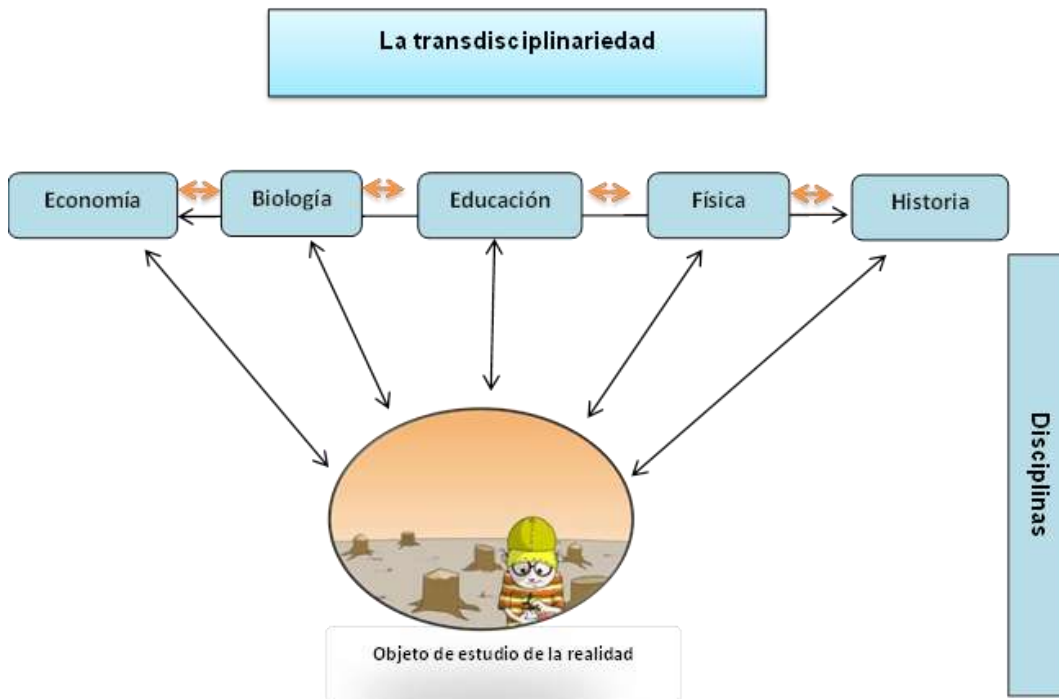 La transdisciplinariedad
Economía
Biología
Educación
Física
Historia
Disciplinas
Objeto de estudio de la realidad